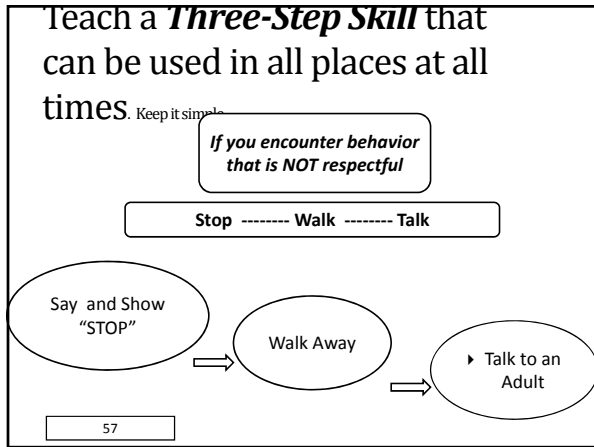 Teach a Three-Step Skill that
can be used in all places at all
times. Keep it simple
If you encounter behavior
that is NOT respectful
Stop -------- Walk -------- Talk
Say and Show
“STOP”
Walk Away
Talk to an
Adult
57